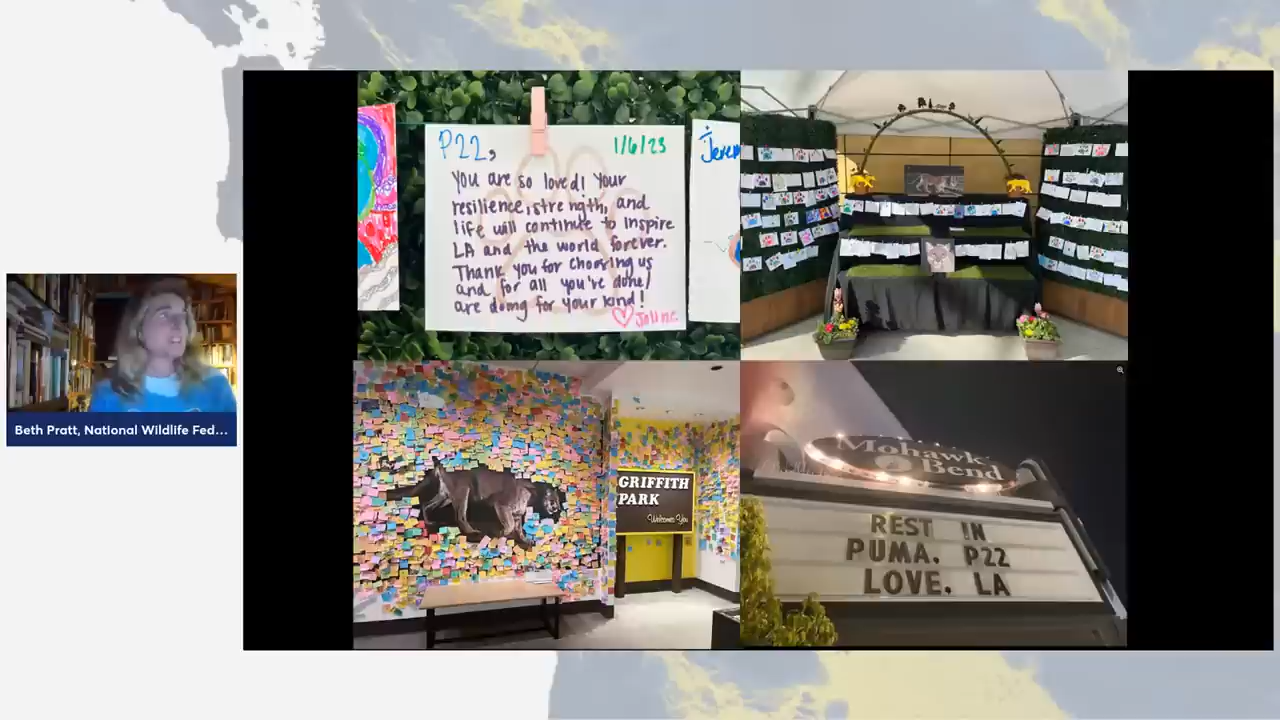 P22,
1/6/23
You are so loved! Your
resilience, strength, and
life will continue to inspire
LA and the world forever.
Thank you for choosing us
and for all you've done/
are doing for your kind!
Joline
Jerem
GRIFFITH
PARK
Welcomes You
Mohawk
Bend
REST IN
PUMA. P22
LOVE. LA
Beth Pratt, National Wildlife Fed...